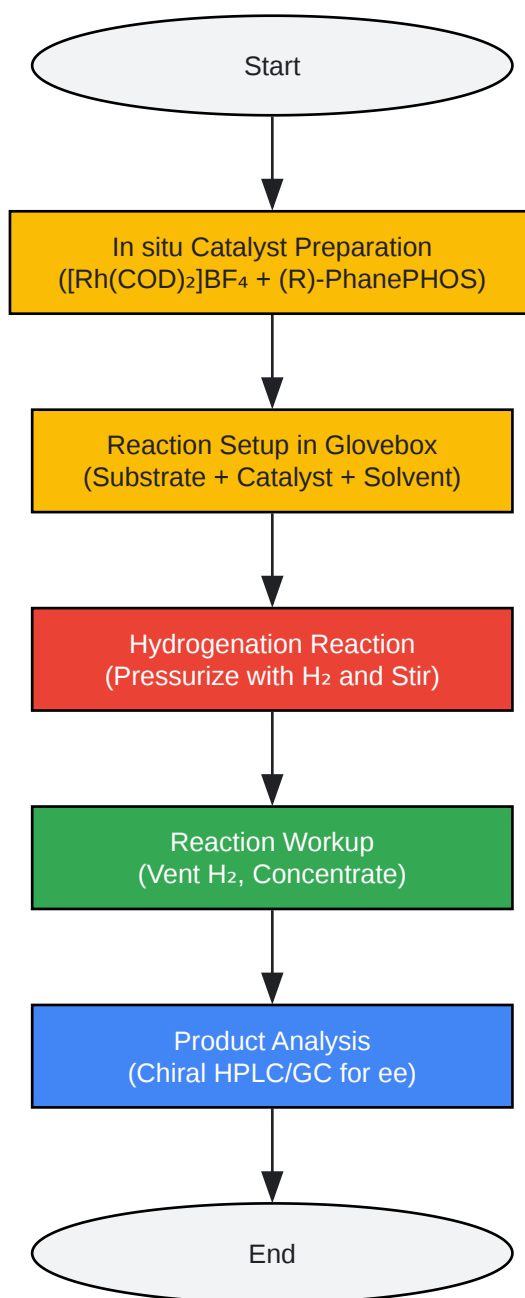 Start
In situ Catalyst Preparation
([Rh(COD)₂]BF₄ + (R)-PhanePHOS)
Reaction Setup in Glovebox
(Substrate + Catalyst + Solvent)
Hydrogenation Reaction
(Pressurize with H₂ and Stir)
Reaction Workup
(Vent H₂, Concentrate)
Product Analysis
(Chiral HPLC/GC for ee)
End